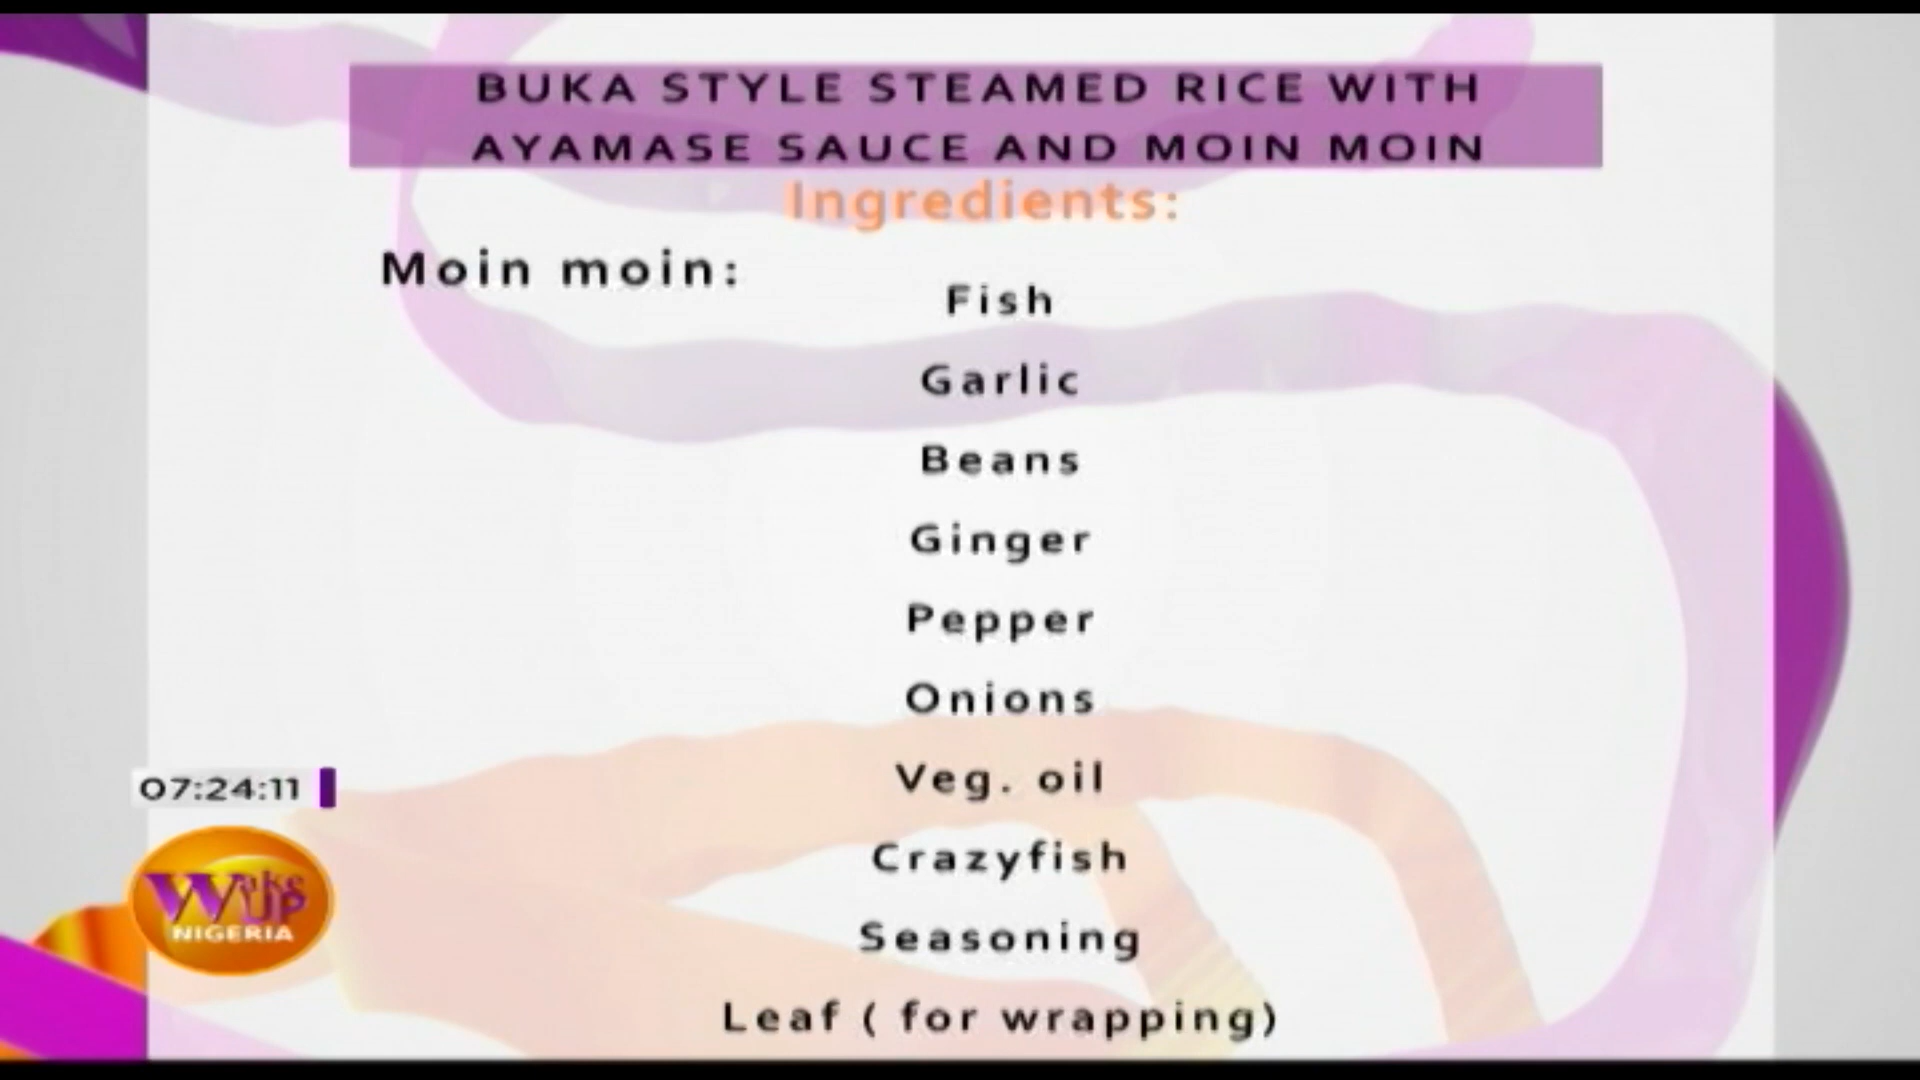 BUKA STYLE STEAMED RICE WITH
AYAMASE SAUCE AND MOIN MOIN
Ingredients:
Moin moin:
Fish
Garlic
Beans
Ginger
Pepper
Onions
Veg. oil
Crazyfish
Seasoning
Leaf ( for wrapping)
07:24:11
Wake
UP
NIGERIA